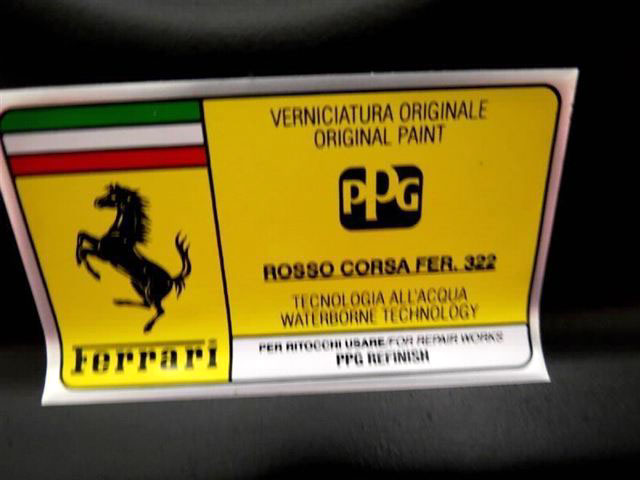 VERNICIATURA ORIGINALE
ORIGINAL PAINT
PPG
ROSSO CORSA FER. 322
TECNOLOGIA ALL'ACQUA
WATERBORNE TECHNOLOGY
PER RITOCCHI USARE/FOR REPAIR WORKS
PPG REFINISH
Ferrari